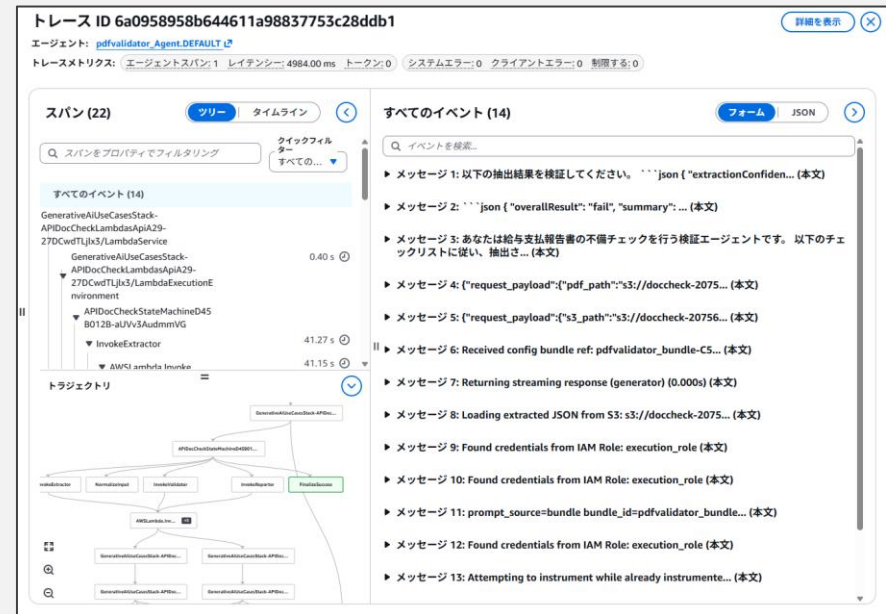 トレース ID 6a0958958b644611a98837753c28ddb1
詳細を表示
エージェント: pdfvalidator_Agent.DEFAULT
トレースメトリクス: エージェントスパン: 1 レイテンシー: 4984.00 ms トークン: 0 システムエラー: 0 クライアントエラー: 0 制限する: 0
スパン (22)
ツリー
タイムライン
スパンをプロパティでフィルタリング
クイックフィル
ター
すべての...
すべてのイベント (14)
GenerativeAiUseCasesStack-
APIDocCheckLambdasApiA29-
27DCwdTLjlx3/LambdaService
GenerativeAiUseCasesStack-
APIDocCheckLambdasApiA29-
27DCwdTLjlx3/LambdaExecutionE
nvironment
0.40 s
APIDocCheckStateMachineD45
B012B-aUVv3AudmmVG
InvokeExtractor
41.27 s
AWSLambda.Invoke
41.15 s
トラジェクトリ
GenerativeAiUseCasesStack-APIDoc...
APIDocCheckStateMachineD45B01...
InvokeExtractor
NormalizeInput
InvokeValidator
InvokeReporter
FinalizeSuccess
AWSLambda.Inv...
GenerativeAiUseCasesStack-APIDoc...
GenerativeAiUseCasesStack-APIDoc...
GenerativeAiUseCasesStack-APIDoc...
GenerativeAiUseCasesStack-APIDoc...
すべてのイベント (14)
フォーム
JSON
イベントを検索...
メッセージ 1: 以下の抽出結果を検証してください。 ```json { "extractionConfiden... (本文)
メッセージ 2: ```json { "overallResult": "fail", "summary": ... (本文)
メッセージ 3: あなたは給与支払報告書の不備チェックを行う検証エージェントです。 以下のチェ
ックリストに従い、抽出さ... (本文)
メッセージ 4: {"request_payload":{"pdf_path":"s3://doccheck-2075... (本文)
メッセージ 5: {"request_payload":{"s3_path":"s3://doccheck-20756... (本文)
メッセージ 6: Received config bundle ref: pdfvalidator_bundle-C5... (本文)
メッセージ 7: Returning streaming response (generator) (0.000s) (本文)
メッセージ 8: Loading extracted JSON from S3: s3://doccheck-2075... (本文)
メッセージ 9: Found credentials from IAM Role: execution_role (本文)
メッセージ 10: Found credentials from IAM Role: execution_role (本文)
メッセージ 11: prompt_source=bundle bundle_id=pdfvalidator_bundle... (本文)
メッセージ 12: Found credentials from IAM Role: execution_role (本文)
メッセージ 13: Attempting to instrument while already instrumente... (本文)